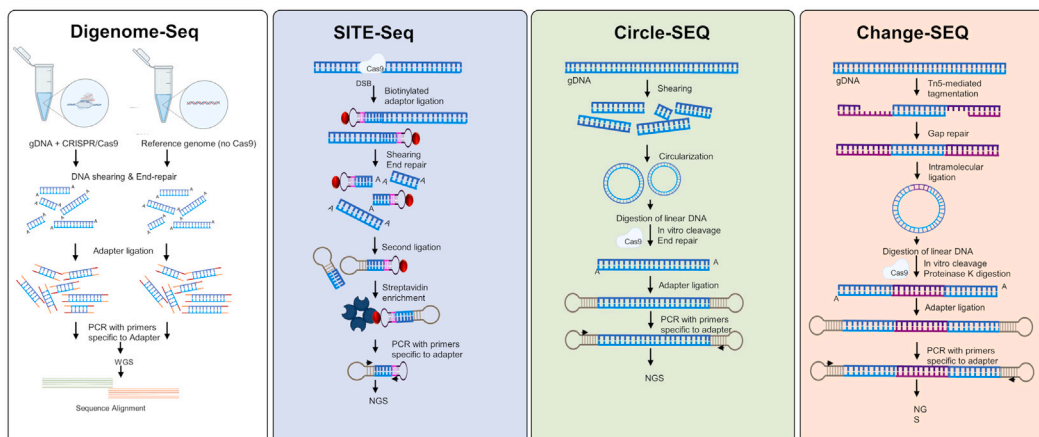 Digenome-Seq
gDNA + CRISPR/Cas9
Reference genome (no Cas9)
DNA shearing & End-repair
A
A
A
A
A
A
A
A
Adapter ligation
PCR with primers
specific to Adapter
WGS
Sequence Alignment
SITE-Seq
Cas9
DSB
Biotinylated
adaptor ligation
Shearing
End repair
A
A
A
A
A
Second ligation
Streptavidin
enrichment
PCR with primers
specific to adapter
NGS
Circle-SEQ
gDNA
Shearing
Circularization
Digestion of linear DNA
In vitro cleavage
End repair
Cas9
A
A
Adapter ligation
PCR with primers
specific to adapter
NGS
Change-SEQ
gDNA
Tn5-mediated
tagmentation
Gap repair
Intramolecular
ligation
Digestion of linear DNA
In vitro cleavage
Proteinase K digestion
Cas9
A
A
Adapter ligation
PCR with primers
specific to adapter
NG
S